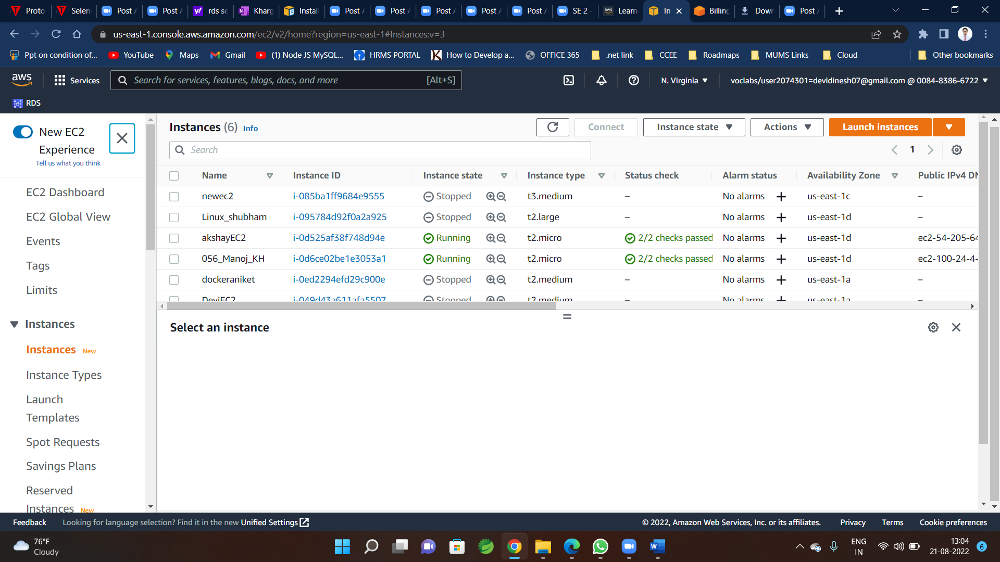 Proto
Seleni
Post A
Post A
rds se
Kharg
Install
Post A
Post A
Post A
Post A
Post A
SE 2 -
Learn
In
Billing
Down
Post A
us-east-1.console.aws.amazon.com/ec2/v2/home?region=us-east-1#Instances:v=3
Ppt on condition of... YouTube Maps Gmail (1) Node JS MySQL... HRMS PORTAL How to Develop a... OFFICE 365 .net link CCEE Roadmaps MUMS Links Cloud Other bookmarks
aws Services Search for services, features, blogs, docs, and more [Alt+S] N. Virginia voclabs/user2074301=devidinesh07@gmail.com @ 0084-8386-6722
RDS
New EC2
Experience
Tell us what you think
EC2 Dashboard
EC2 Global View
Events
Tags
Limits
Instances
Instances New
Instance Types
Launch
Templates
Spot Requests
Savings Plans
Reserved
Instances New
Instances (6) Info Connect Instance state Actions Launch instances
Search 1
Name Instance ID Instance state Instance type Status check Alarm status Availability Zone Public IPv4 DN
newec2 i-085ba1ff9684e9555 Stopped t3.medium – No alarms us-east-1c –
Linux_shubham i-095784d92f0a2a925 Stopped t2.large – No alarms us-east-1d –
akshayEC2 i-0d525af38f748d94e Running t2.micro 2/2 checks passed No alarms us-east-1d ec2-54-205-64
056_Manoj_KH i-0d6ce02be1e3053a1 Running t2.micro 2/2 checks passed No alarms us-east-1d ec2-100-24-4-
dockeraniket i-0ed2294efd29c900e Stopped t2.medium – No alarms us-east-1a –
DeviEC2 i-049d43a611afa5507 Stopped t2.medium – No alarms us-east-1a –
Select an instance
Feedback Looking for language selection? Find it in the new Unified Settings © 2022, Amazon Web Services, Inc. or its affiliates. Privacy Terms Cookie preferences
76°F
Cloudy
ENG
IN
13:04
21-08-2022
6